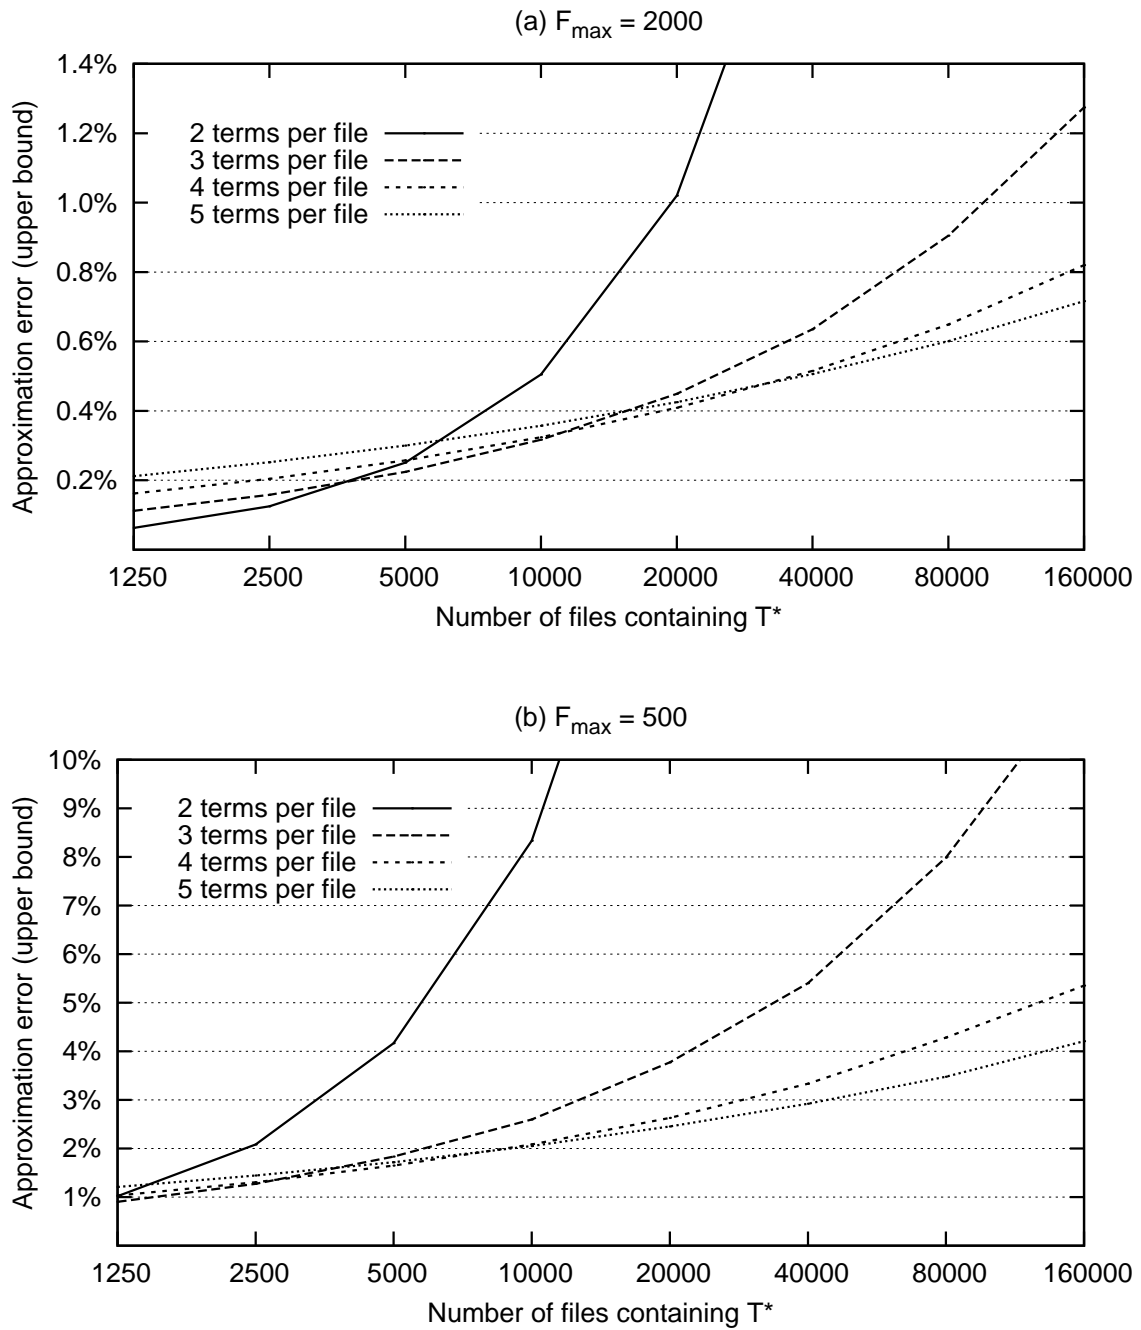 (a) Fmax = 2000
Approximation error (upper bound)
1.4%
1.2%
1.0%
0.8%
0.6%
0.4%
0.2%
2 terms per file
3 terms per file
4 terms per file
5 terms per file
1250 2500 5000 10000 20000 40000 80000 160000
Number of files containing T*
(b) Fmax = 500
Approximation error (upper bound)
10%
9%
8%
7%
6%
5%
4%
3%
2%
1%
2 terms per file
3 terms per file
4 terms per file
5 terms per file
1250 2500 5000 10000 20000 40000 80000 160000
Number of files containing T*